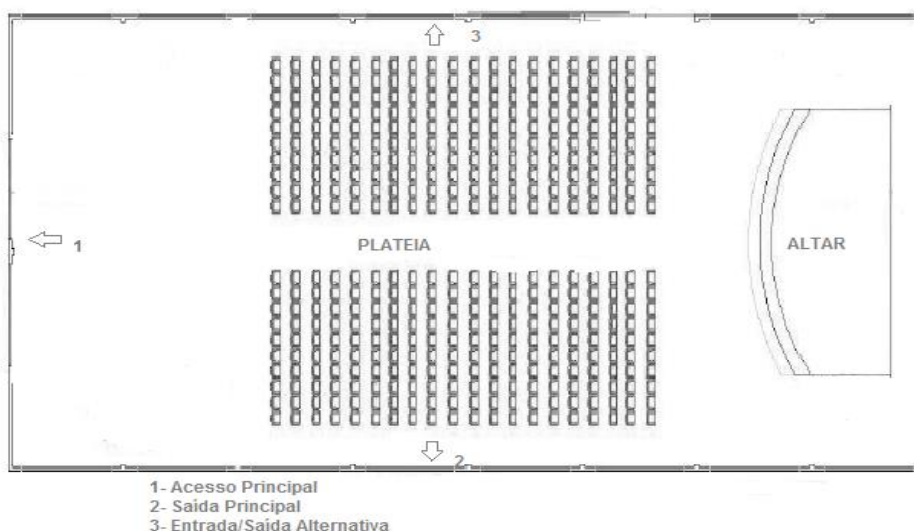 3
1
PLATEIA
ALTAR
2
1- Acesso Principal
2- Saída Principal
3- Entrada/Saída Alternativa